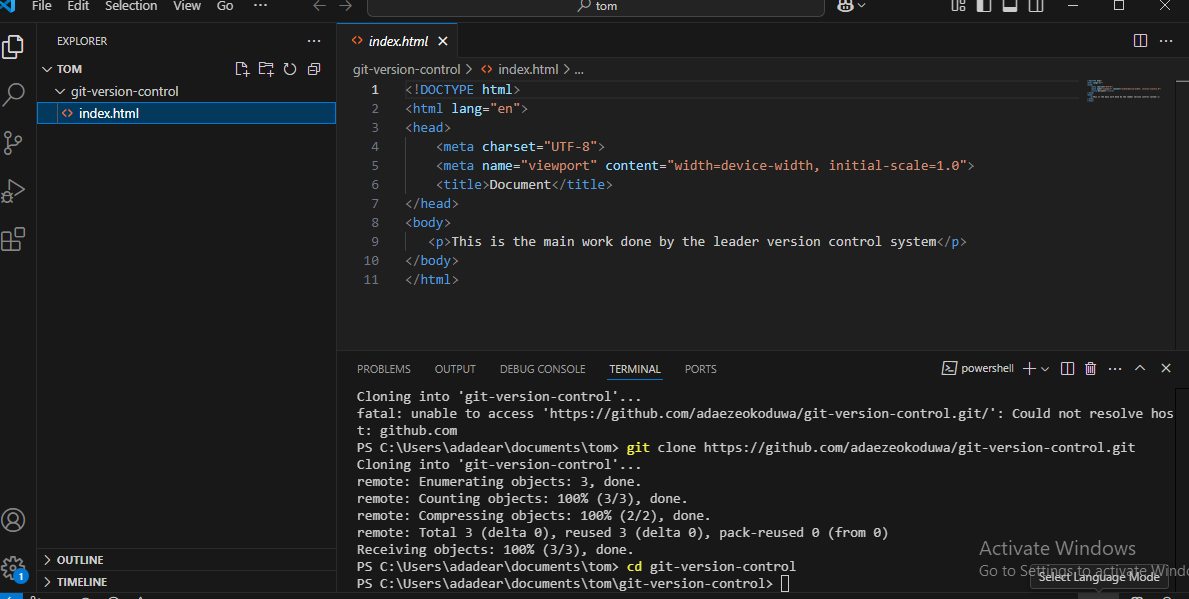 File Edit Selection View Go ··· tom
EXPLORER ···
TOM
git-version-control
index.html
index.html
git-version-control > index.html > ...
1 <!DOCTYPE html>
2 <html lang="en">
3 <head>
4 <meta charset="UTF-8">
5 <meta name="viewport" content="width=device-width, initial-scale=1.0">
6 <title>Document</title>
7 </head>
8 <body>
9 <p>This is the main work done by the leader version control system</p>
10 </body>
11 </html>
PROBLEMS OUTPUT DEBUG CONSOLE TERMINAL PORTS powershell
Cloning into 'git-version-control'...
fatal: unable to access 'https://github.com/adaezeokoduwa/git-version-control.git/': Could not resolve hos
t: github.com
PS C:\Users\adadear\documents\tom> git clone https://github.com/adaezeokoduwa/git-version-control.git
Cloning into 'git-version-control'...
remote: Enumerating objects: 3, done.
remote: Counting objects: 100% (3/3), done.
remote: Compressing objects: 100% (2/2), done.
remote: Total 3 (delta 0), reused 3 (delta 0), pack-reused 0 (from 0)
Receiving objects: 100% (3/3), done.
PS C:\Users\adadear\documents\tom> cd git-version-control
PS C:\Users\adadear\documents\tom\git-version-control>
OUTLINE
TIMELINE
1
Activate Windows
Go to Settings to activate Windo
Select Language Mode